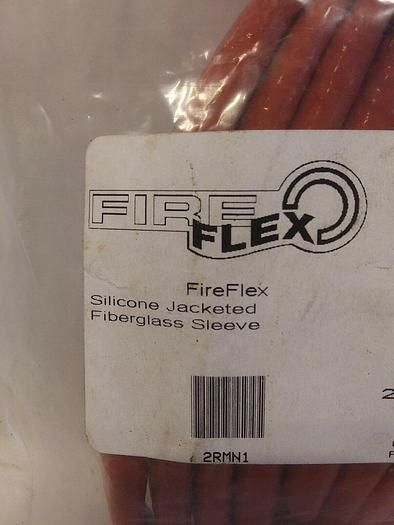 FIRE
FLEX
FireFlex
Silicone Jacketed
Fiberglass Sleeve
2RMN1